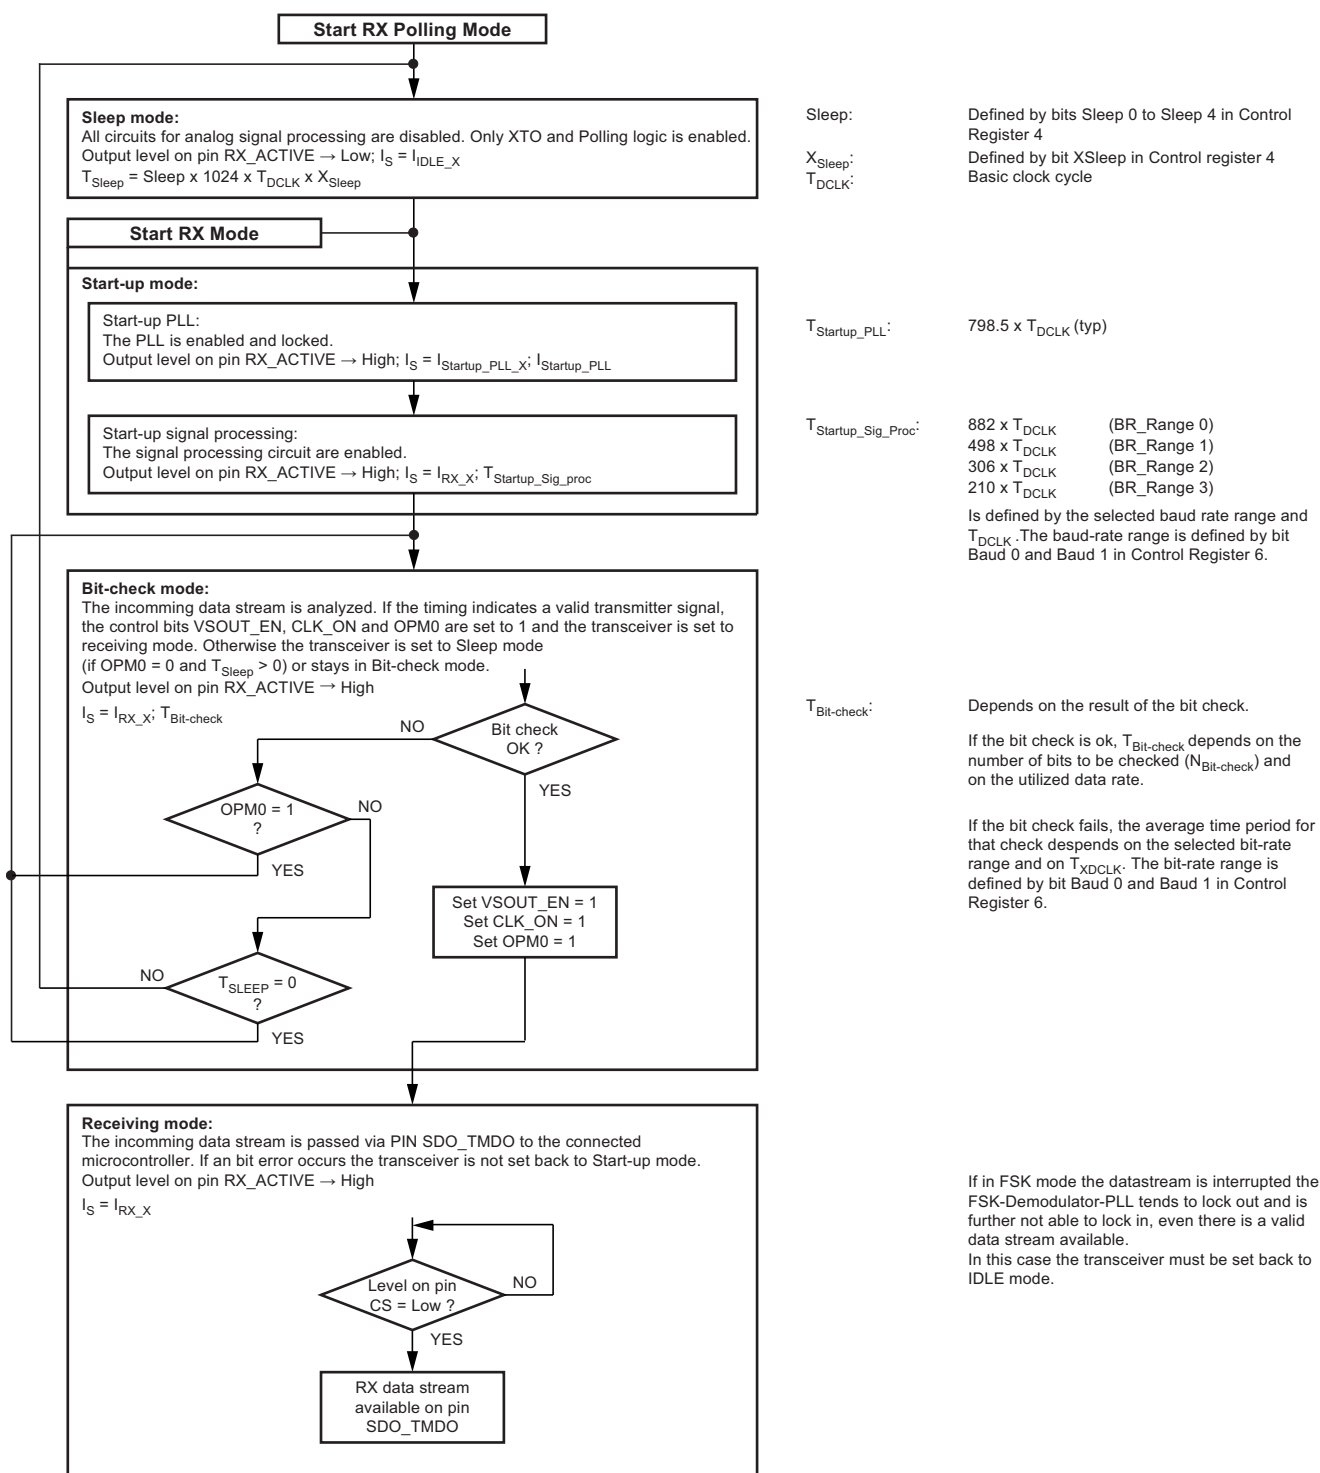 Start RX Polling Mode
Sleep mode:
All circuits for analog signal processing are disabled. Only XTO and Polling logic is enabled.
Output level on pin RX_ACTIVE → Low; IS = IIDLE_X
TSleep = Sleep x 1024 x TDCLK x XSleep
Sleep: Defined by bits Sleep 0 to Sleep 4 in Control
Register 4
XSleep: Defined by bit XSleep in Control register 4
TDCLK: Basic clock cycle
Start RX Mode
Start-up mode:
Start-up PLL:
The PLL is enabled and locked.
Output level on pin RX_ACTIVE → High; IS = IStartup_PLL_X; IStartup_PLL
TStartup_PLL: 798.5 x TDCLK (typ)
Start-up signal processing:
The signal processing circuit are enabled.
Output level on pin RX_ACTIVE → High; IS = IRX_X; TStartup_Sig_proc
TStartup_Sig_Proc: 882 x TDCLK (BR_Range 0)
498 x TDCLK (BR_Range 1)
306 x TDCLK (BR_Range 2)
210 x TDCLK (BR_Range 3)
Is defined by the selected baud rate range and
TDCLK .The baud-rate range is defined by bit
Baud 0 and Baud 1 in Control Register 6.
Bit-check mode:
The incomming data stream is analyzed. If the timing indicates a valid transmitter signal,
the control bits VSOUT_EN, CLK_ON and OPM0 are set to 1 and the transceiver is set to
receiving mode. Otherwise the transceiver is set to Sleep mode
(if OPM0 = 0 and TSleep > 0) or stays in Bit-check mode.
Output level on pin RX_ACTIVE → High
IS = IRX_X; TBit-check
NO
Bit check
OK ?
YES
OPM0 = 1
?
NO
YES
Set VSOUT_EN = 1
Set CLK_ON = 1
Set OPM0 = 1
NO
TSLEEP = 0
?
YES
TBit-check: Depends on the result of the bit check.
If the bit check is ok, TBit-check depends on the
number of bits to be checked (NBit-check) and
on the utilized data rate.
If the bit check fails, the average time period for
that check despends on the selected bit-rate
range and on TXDCLK. The bit-rate range is
defined by bit Baud 0 and Baud 1 in Control
Register 6.
Receiving mode:
The incomming data stream is passed via PIN SDO_TMDO to the connected
microcontroller. If an bit error occurs the transceiver is not set back to Start-up mode.
Output level on pin RX_ACTIVE → High
IS = IRX_X
Level on pin
CS = Low ?
NO
YES
RX data stream
available on pin
SDO_TMDO
If in FSK mode the datastream is interrupted the
FSK-Demodulator-PLL tends to lock out and is
further not able to lock in, even there is a valid
data stream available.
In this case the transceiver must be set back to
IDLE mode.